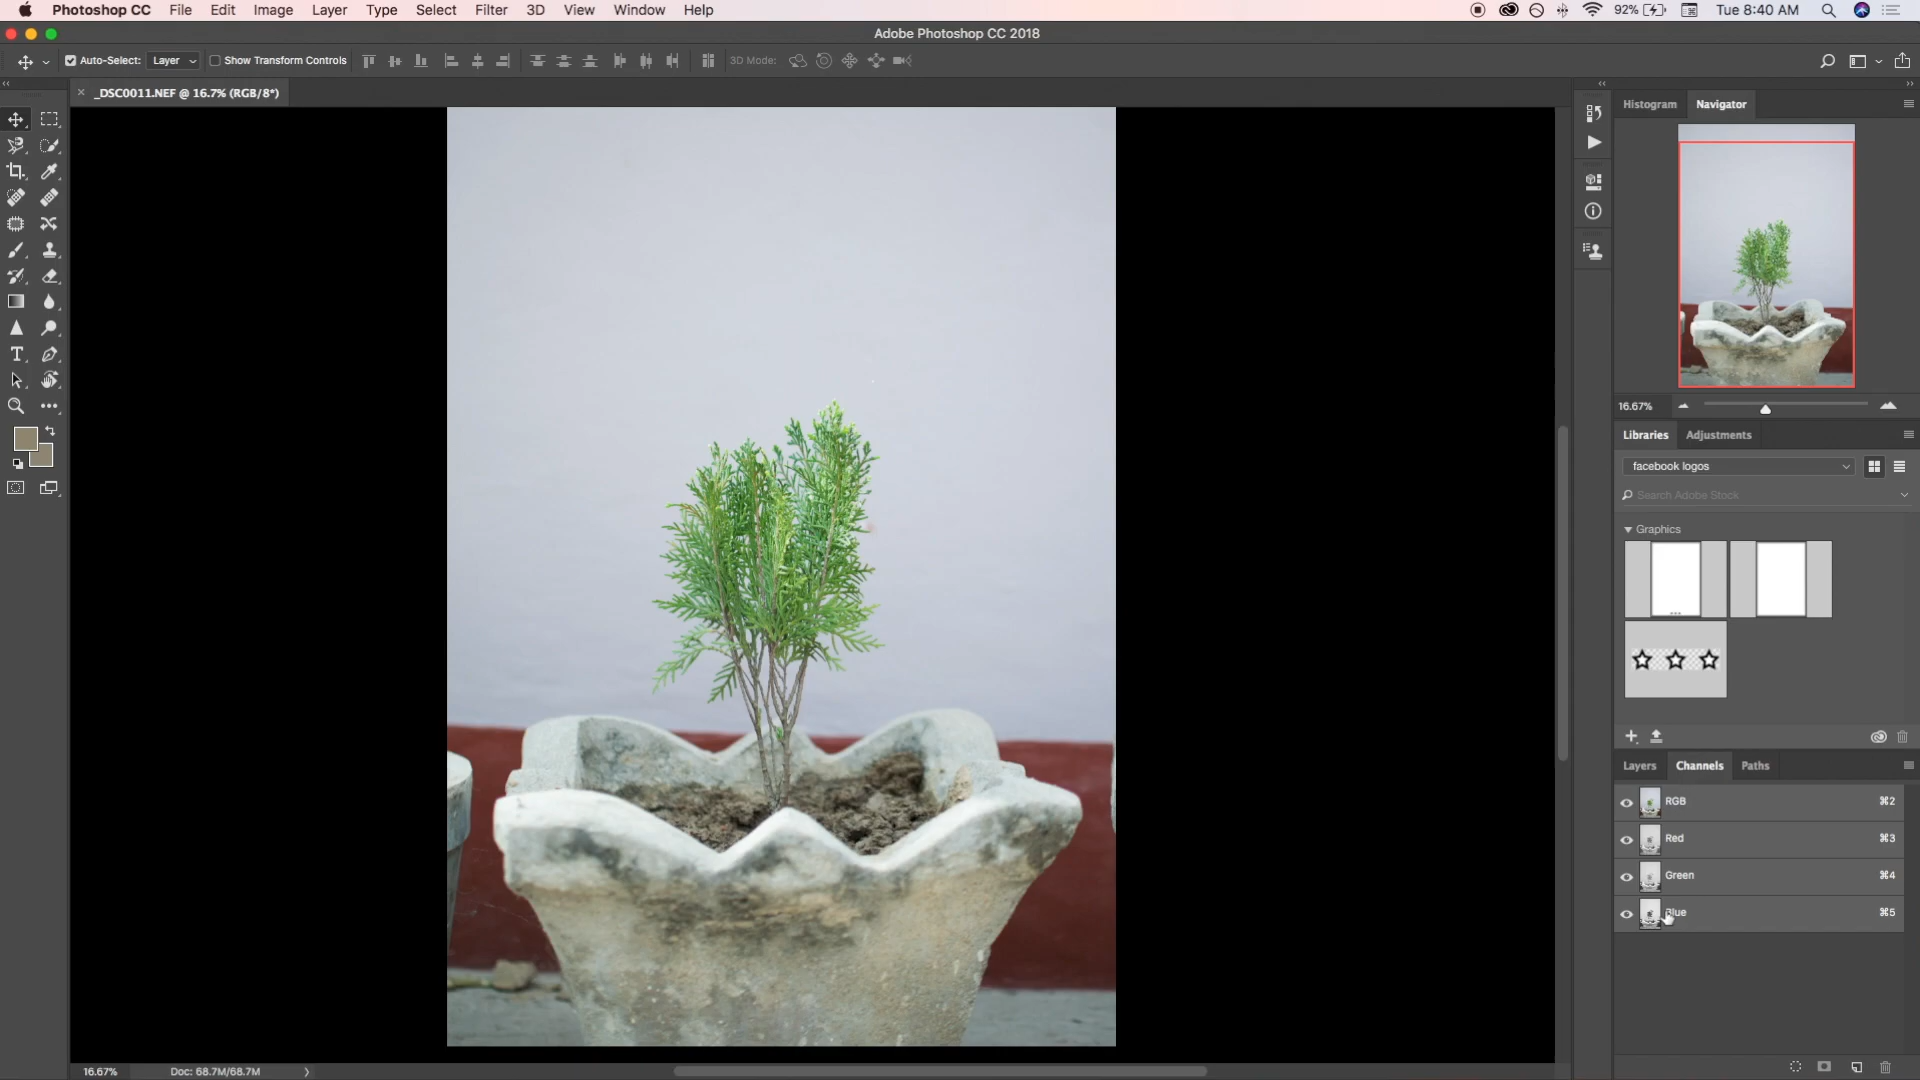 Photoshop CC File Edit Image Layer Type Select Filter 3D View Window Help 92% Tue 8:40 AM
Adobe Photoshop CC 2018
Auto-Select: Layer Show Transform Controls 3D Mode:
_DSC0011.NEF @ 16.7% (RGB/8*)
Histogram Navigator
16.67%
Libraries Adjustments
facebook logos
Search Adobe Stock
Graphics
Layers Channels Paths
RGB ⌘2
Red ⌘3
Green ⌘4
Blue ⌘5
16.67% Doc: 68.7M/68.7M